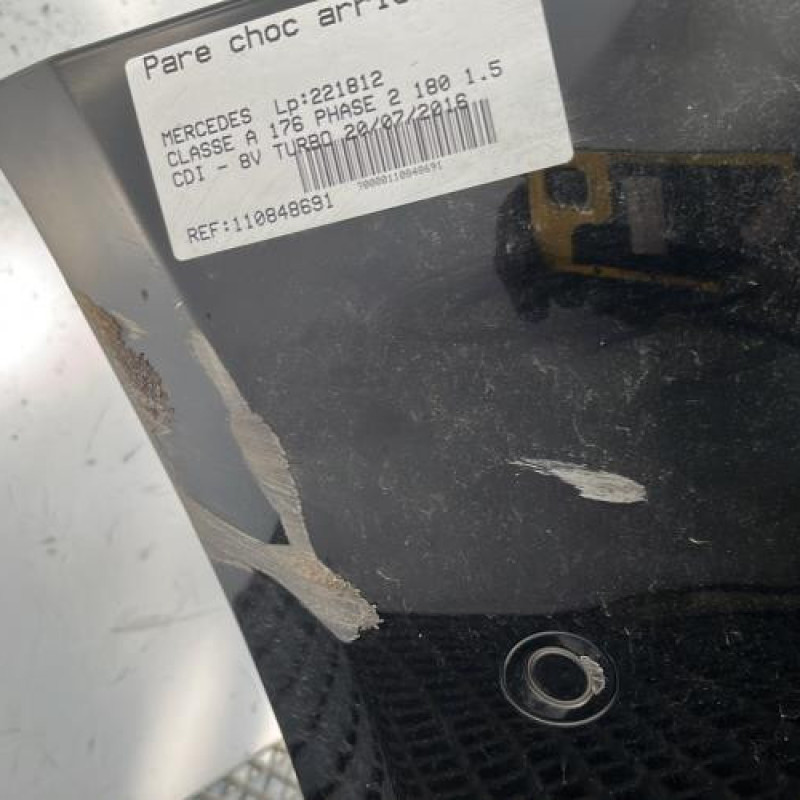 Pare choc
MERCEDES Lp:221812
CLASSE A 176 PHASE 2 180 1.5
CDI - 8V TURBO 20/07/2016
70000110848691
REF:110848691